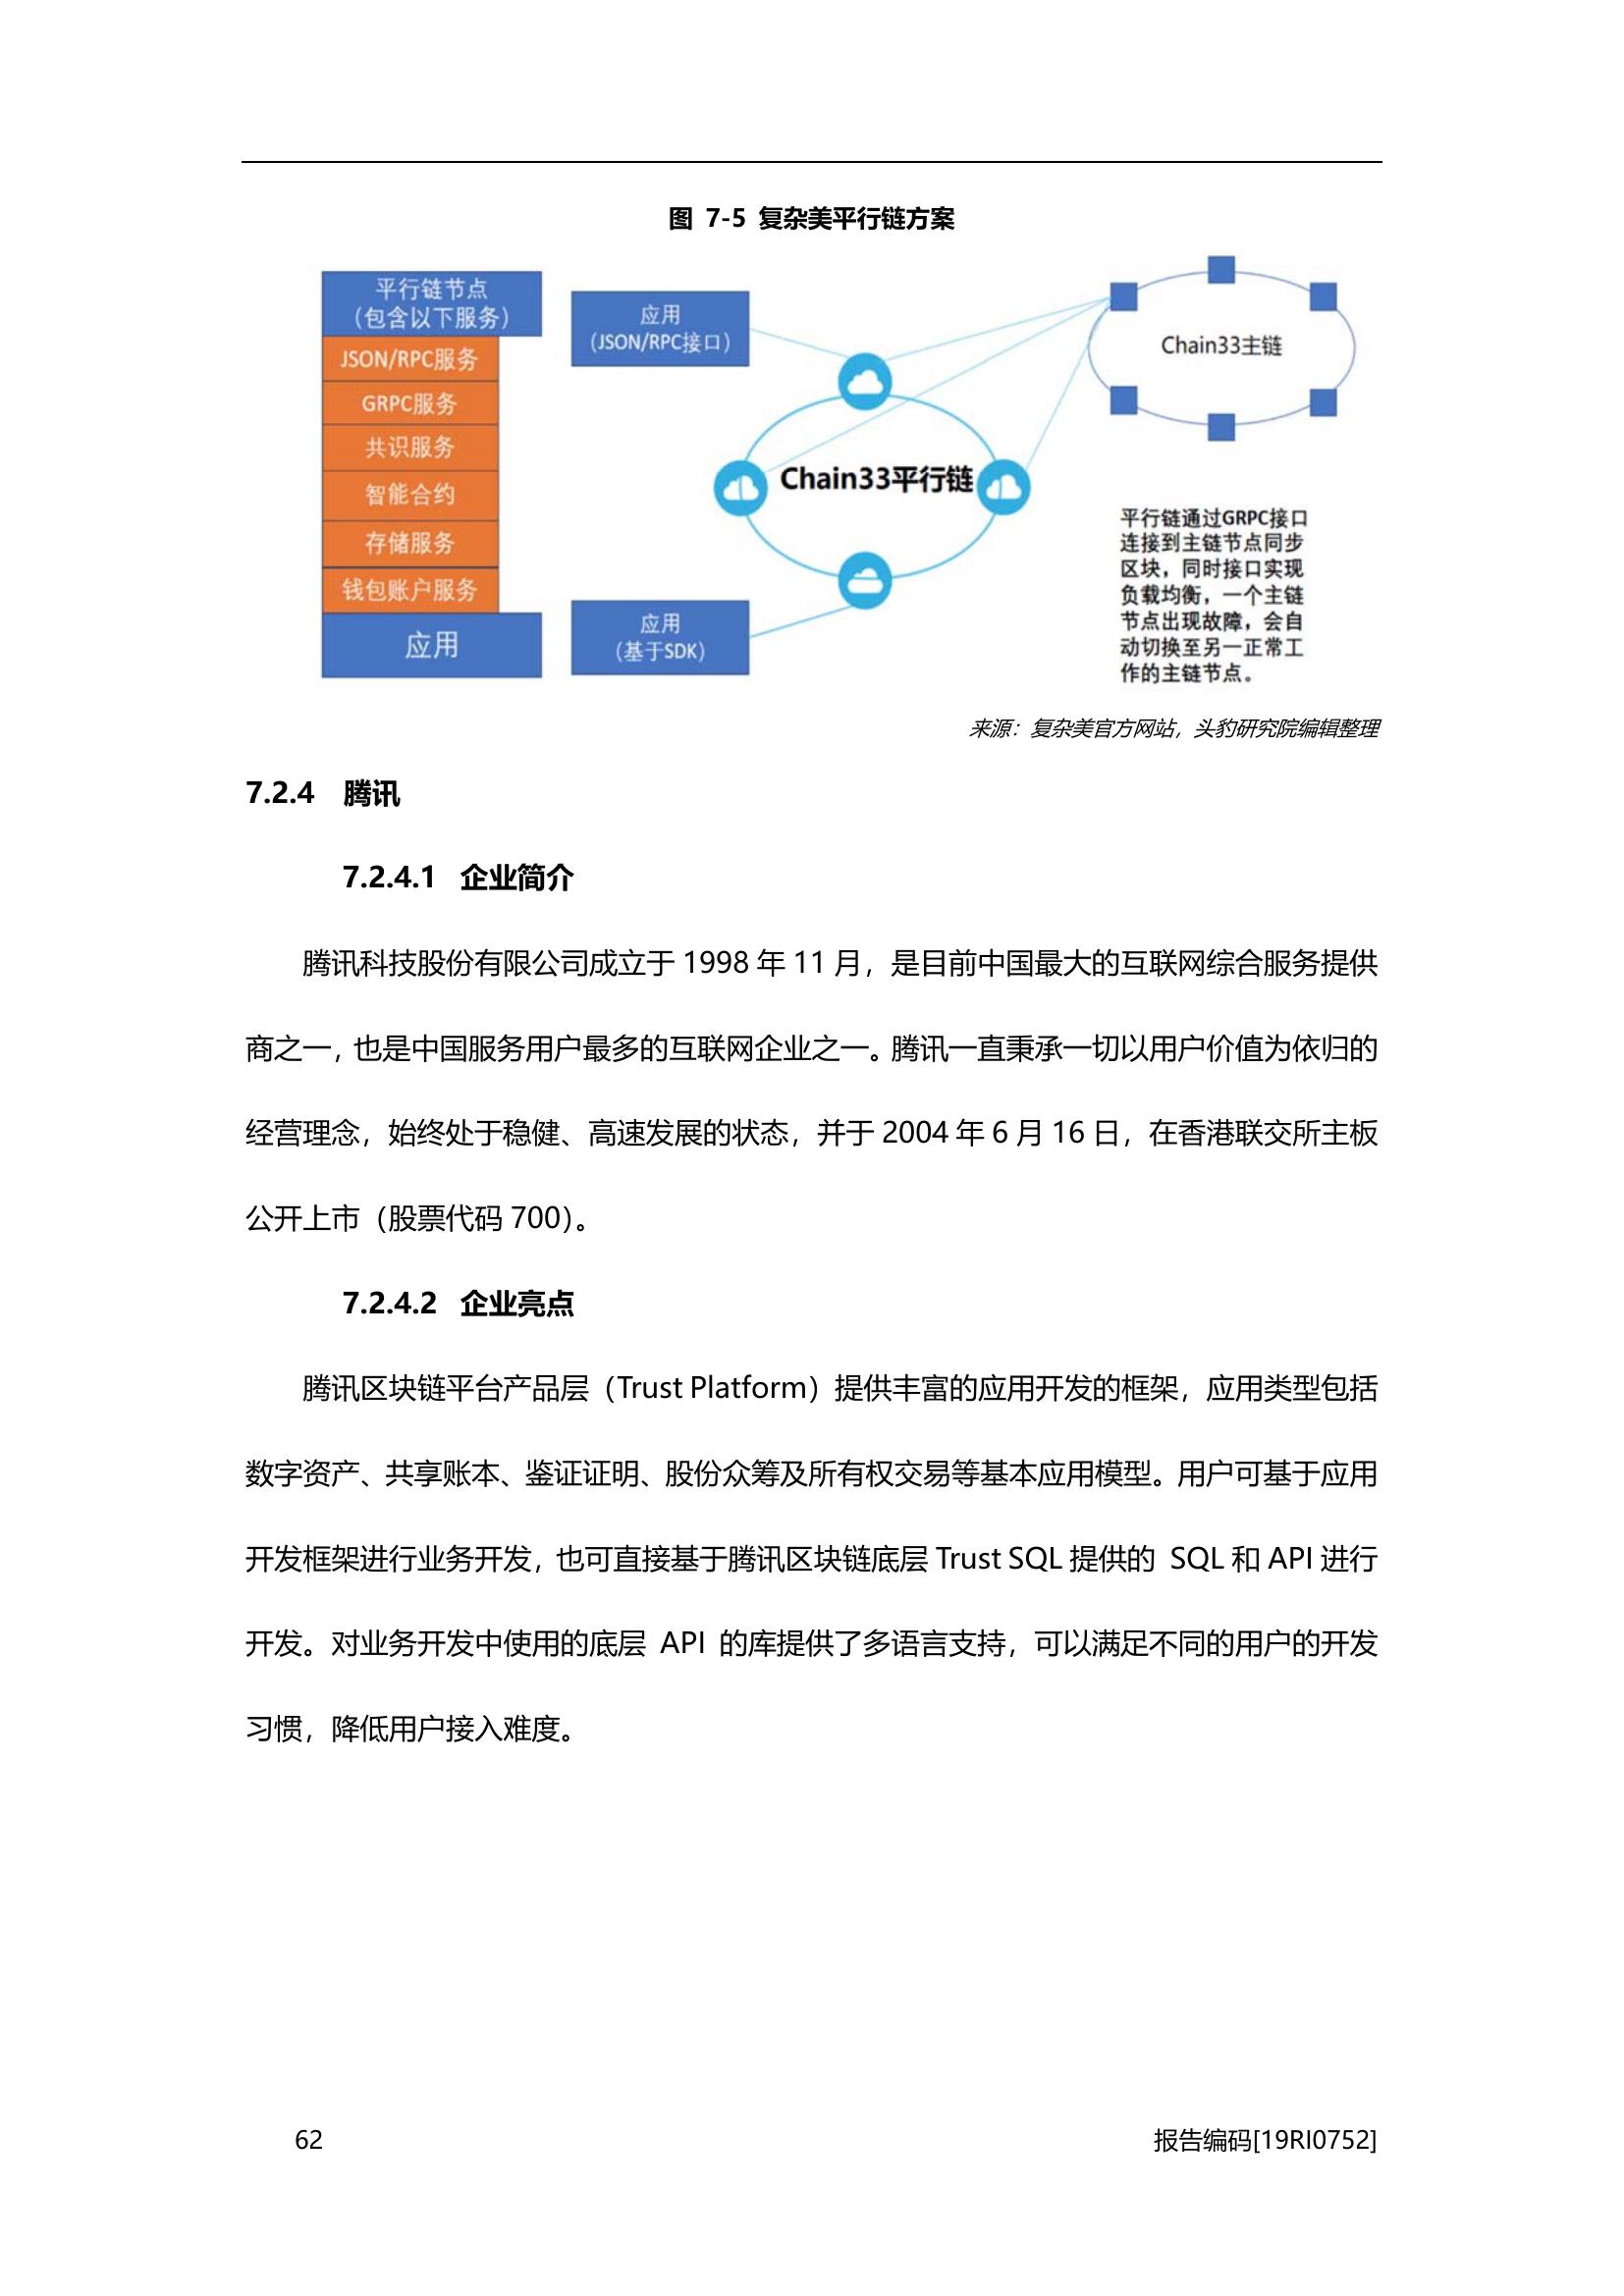 图 7-5 复杂美平行链方案
平行链节点
（包含以下服务）
JSON/RPC服务
GRPC服务
共识服务
智能合约
存储服务
钱包账户服务
应用
应用
（JSON/RPC接口）
应用
（基于SDK）
Chain33平行链
Chain33主链
平行链通过GRPC接口
连接到主链节点同步
区块，同时接口实现
负载均衡，一个主链
节点出现故障，会自
动切换至另一正常工
作的主链节点。
来源：复杂美官方网站，头豹研究院编辑整理
7.2.4 腾讯
7.2.4.1 企业简介
腾讯科技股份有限公司成立于 1998 年 11 月，是目前中国最大的互联网综合服务提供
商之一，也是中国服务用户最多的互联网企业之一。腾讯一直秉承一切以用户价值为依归的
经营理念，始终处于稳健、高速发展的状态，并于 2004 年 6 月 16 日，在香港联交所主板
公开上市（股票代码 700）。
7.2.4.2 企业亮点
腾讯区块链平台产品层（Trust Platform）提供丰富的应用开发的框架，应用类型包括
数字资产、共享账本、鉴证证明、股份众筹及所有权交易等基本应用模型。用户可基于应用
开发框架进行业务开发，也可直接基于腾讯区块链底层 Trust SQL 提供的 SQL 和 API 进行
开发。对业务开发中使用的底层 API 的库提供了多语言支持，可以满足不同的用户的开发
习惯，降低用户接入难度。
62
报告编码[19RI0752]